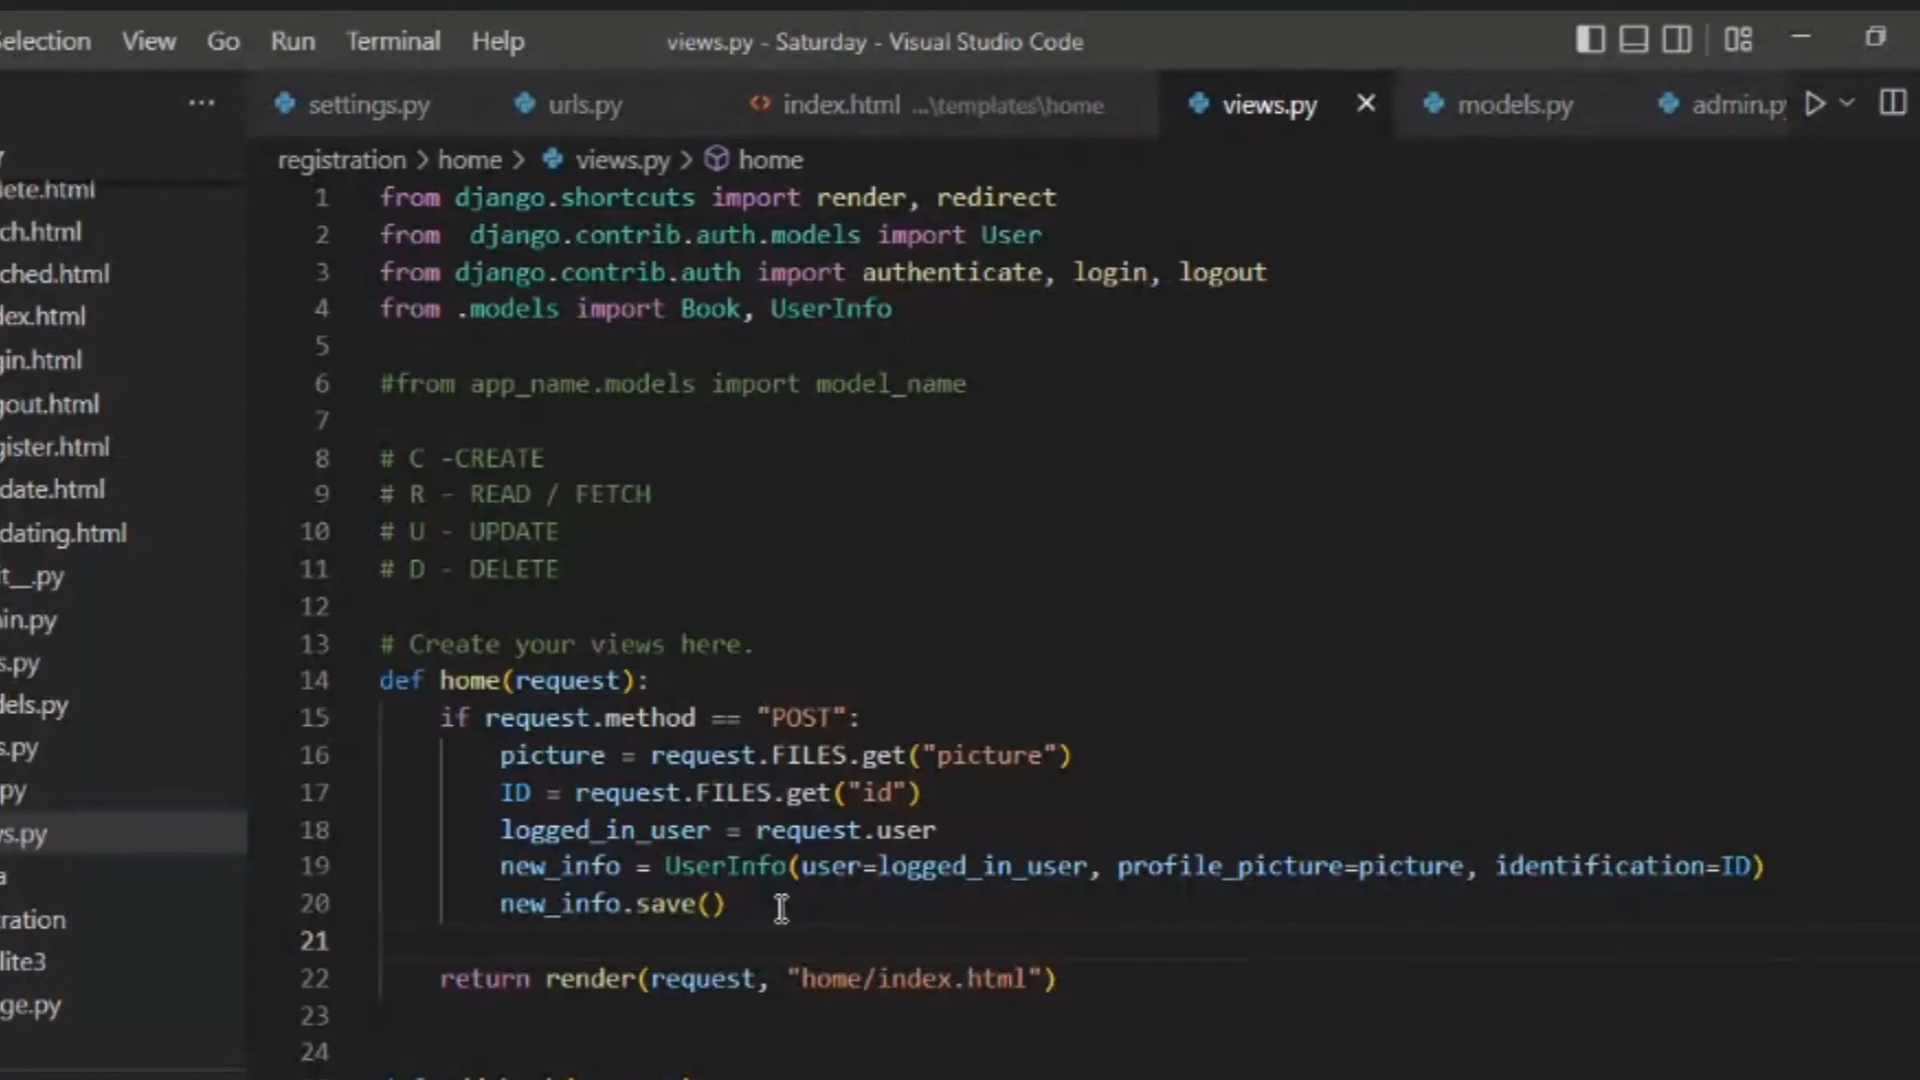 View Go Run Terminal Help views.py - Saturday - Visual Studio Code
... settings.py urls.py index.html ...\templates\home views.py models.py
registration > home > views.py > home
1 from django.shortcuts import render, redirect
2 from  django.contrib.auth.models import User
3 from django.contrib.auth import authenticate, login, logout
4 from .models import Book, UserInfo
5
6 #from app_name.models import model_name
7
8 # C -CREATE
9 # R - READ / FETCH
10 # U - UPDATE
11 # D - DELETE
12
13 # Create your views here.
14 def home(request):
15     if request.method == "POST":
16         picture = request.FILES.get("picture")
17         ID = request.FILES.get("id")
18         logged_in_user = request.user
19         new_info = UserInfo(user=logged_in_user, profile_picture=picture, identification=ID)
20         new_info.save()
21
22     return render(request, "home/index.html")
23
24
lete.html
ch.html
ched.html
dex.html
gin.html
gout.html
gister.html
date.html
dating.html
it__.py
in.py
s.py
dels.py
s.py
py
vs.py
a
ration
lite3
ge.py